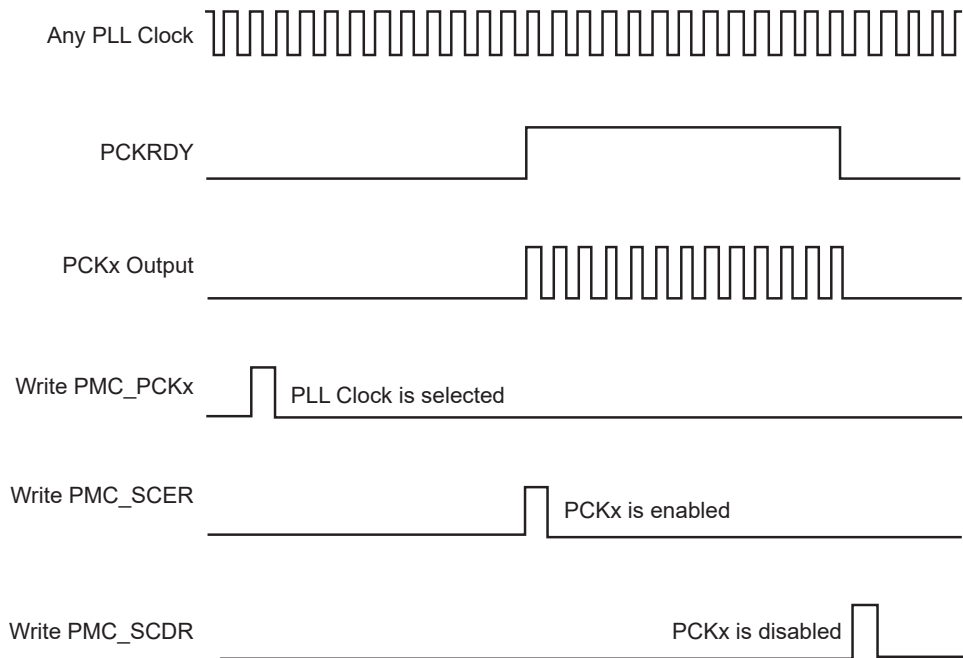 Any PLL Clock
PCKRDY
PCKx Output
Write PMC_PCKx
PLL Clock is selected
Write PMC_SCER
PCKx is enabled
Write PMC_SCDR
PCKx is disabled